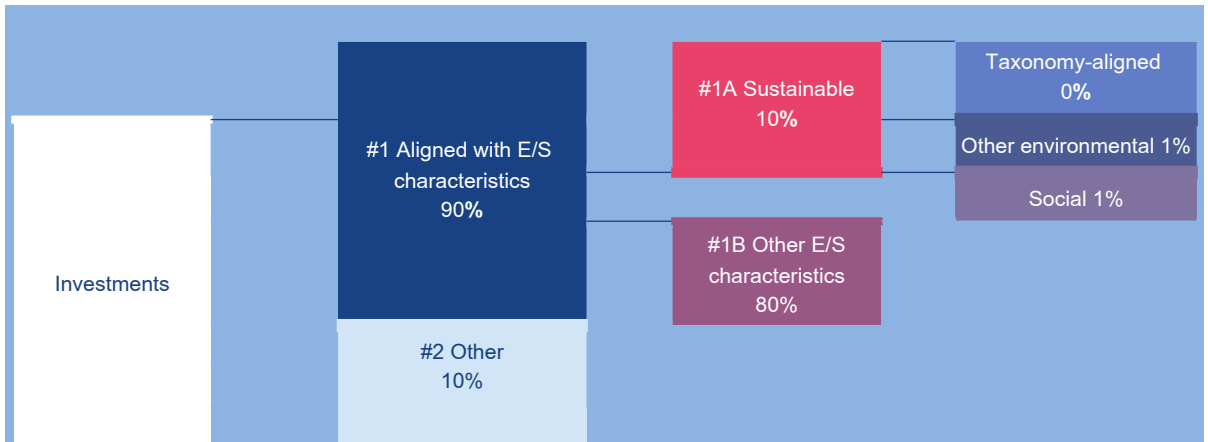 Investments
#1 Aligned with E/S
characteristics
90%
#2 Other
10%
#1A Sustainable
10%
#1B Other E/S
characteristics
80%
Taxonomy-aligned
0%
Other environmental 1%
Social 1%